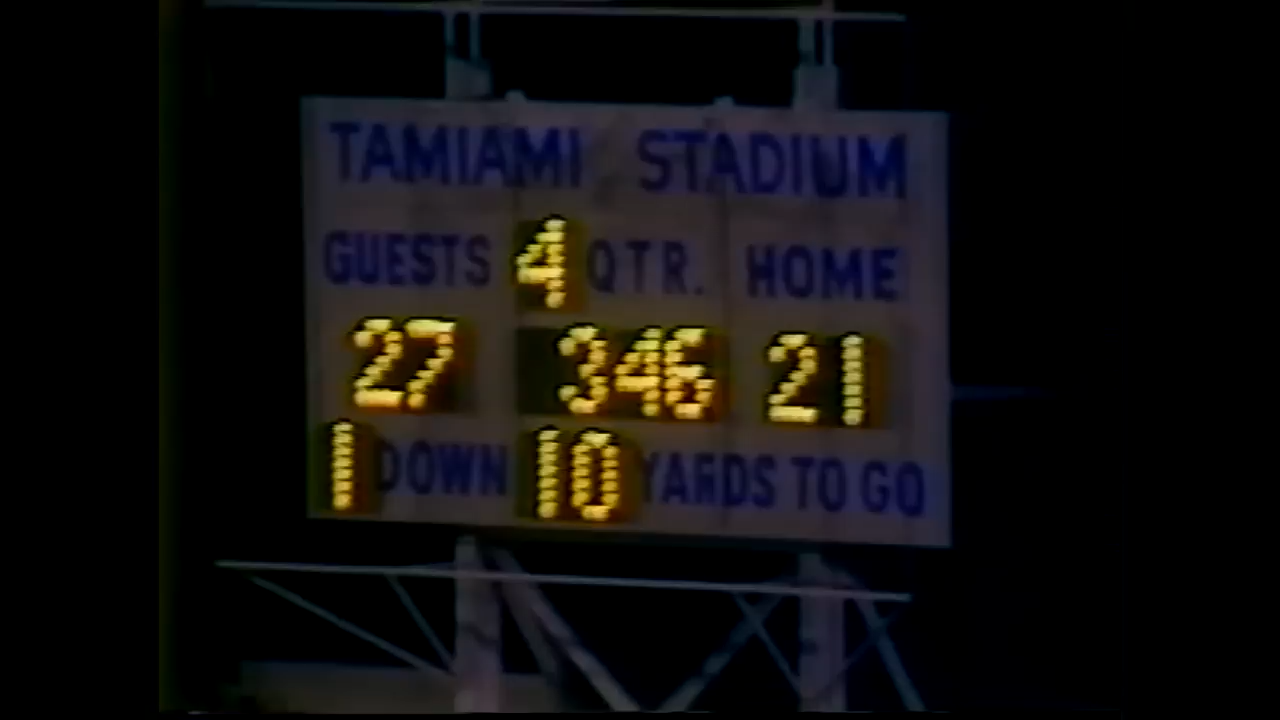 TAMIAMI STADIUM
GUESTS 4 QTR. HOME
27 346 21
1 DOWN 10 YARDS TO GO